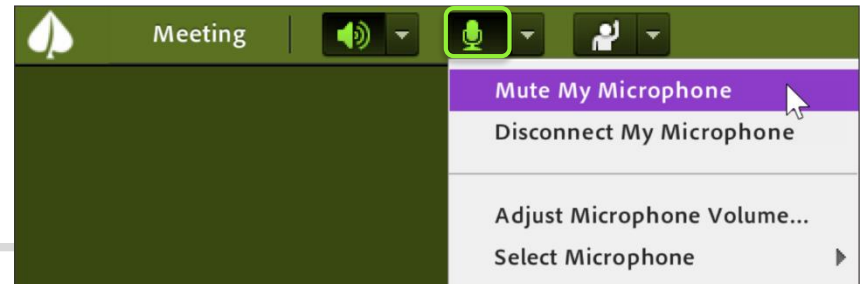 Meeting
Mute My Microphone
Disconnect My Microphone
Adjust Microphone Volume...
Select Microphone